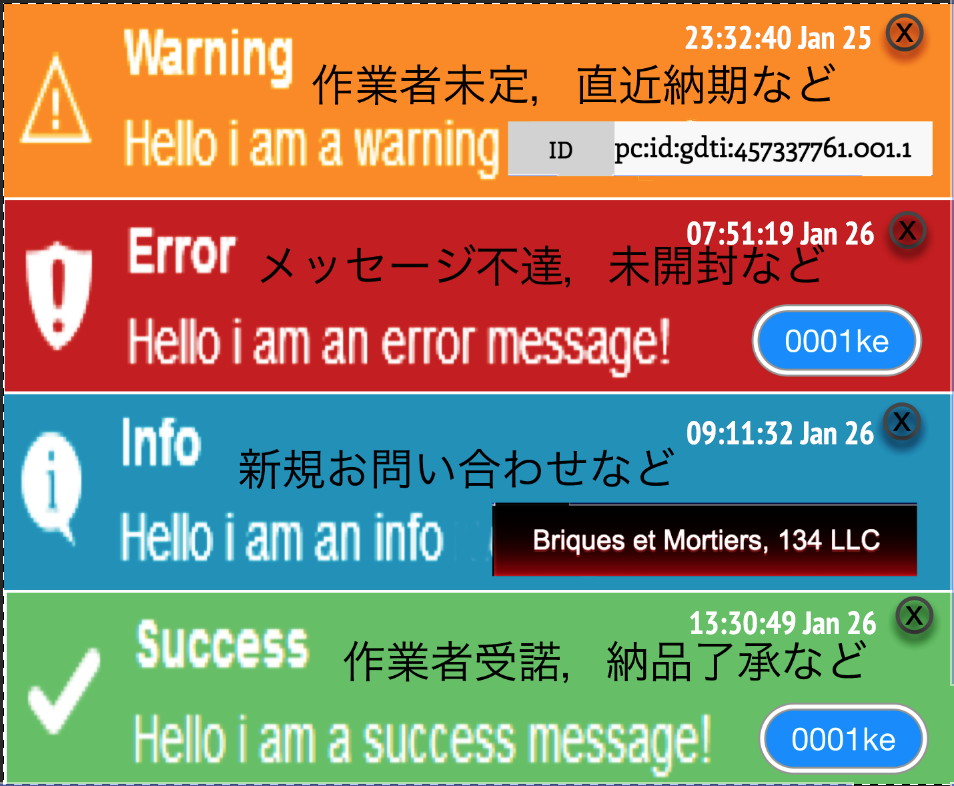 Warning
23:32:40 Jan 25 X
作業者未定，直近納期など
Hello i am a warning
ID pc:id:gdti:457337761.001.1
Error
07:51:19 Jan 26 X
メッセージ不達，未開封など
Hello i am an error message!
0001ke
Info
09:11:32 Jan 26 X
新規お問い合わせなど
Hello i am an info
Briques et Mortiers, 134 LLC
Success
13:30:49 Jan 26 X
作業者受諾，納品了承など
Hello i am a success message!
0001ke